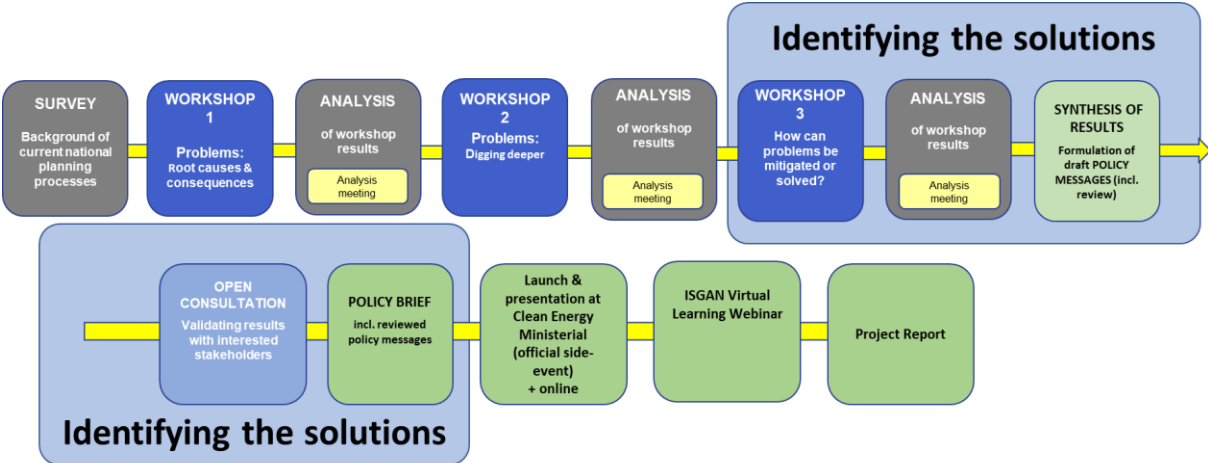 Identifying the solutions
SURVEY
Background of
current national
planning
processes
WORKSHOP
1
Problems:
Root causes &
consequences
ANALYSIS
of workshop
results
Analysis
meeting
WORKSHOP
2
Problems:
Digging deeper
ANALYSIS
of workshop
results
Analysis
meeting
WORKSHOP
3
How can
problems be
mitigated or
solved?
ANALYSIS
of workshop
results
Analysis
meeting
SYNTHESIS OF
RESULTS
Formulation of
draft POLICY
MESSAGES (incl.
review)
OPEN
CONSULTATION
Validating results
with interested
stakeholders
POLICY BRIEF
incl. reviewed
policy messages
Launch &
presentation at
Clean Energy
Ministerial
(official side-
event)
+ online
ISGAN Virtual
Learning Webinar
Project Report
Identifying the solutions